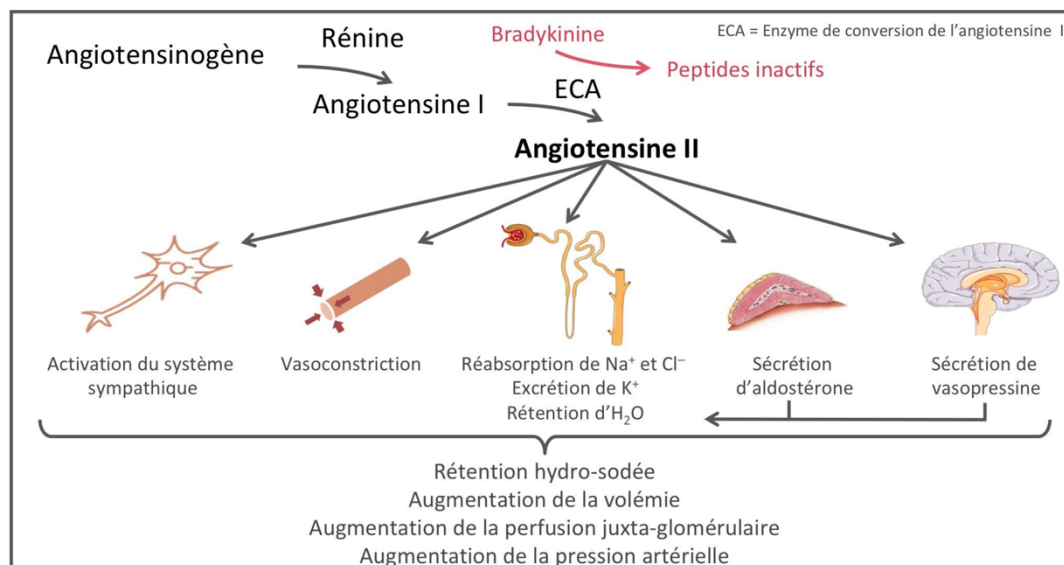 Angiotensinogène
Rénine
Bradykinine
ECA = Enzyme de conversion de l'angiotensine I
Peptides inactifs
Angiotensine I
ECA
Angiotensine II
Activation du système
sympathique
Vasoconstriction
Réabsorption de Na⁺ et Cl⁻
Excrétion de K⁺
Rétention d'H₂O
Sécrétion
d'aldostérone
Sécrétion de
vasopressine
Rétention hydro-sodée
Augmentation de la volémie
Augmentation de la perfusion juxta-glomérulaire
Augmentation de la pression artérielle